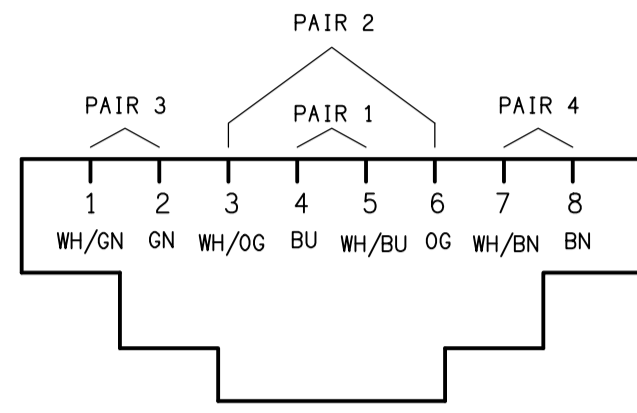 PAIR 2
PAIR 3 PAIR 1 PAIR 4
1 2 3 4 5 6 7 8
WH/GN GN WH/OG BU WH/BU OG WH/BN BN